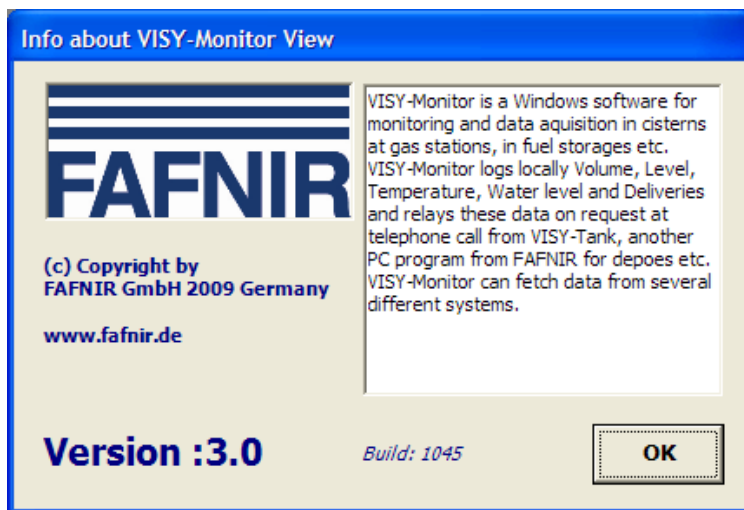 Info about VISY-Monitor View
FAFNIR
(c) Copyright by
FAFNIR GmbH 2009 Germany
www.fafnir.de
VISY-Monitor is a Windows software for
monitoring and data aquisition in cisterns
at gas stations, in fuel storages etc.
VISY-Monitor logs locally Volume, Level,
Temperature, Water level and Deliveries
and relays these data on request at
telephone call from VISY-Tank, another
PC program from FAFNIR for depoes etc.
VISY-Monitor can fetch data from several
different systems.
Version :3.0
Build: 1045
OK